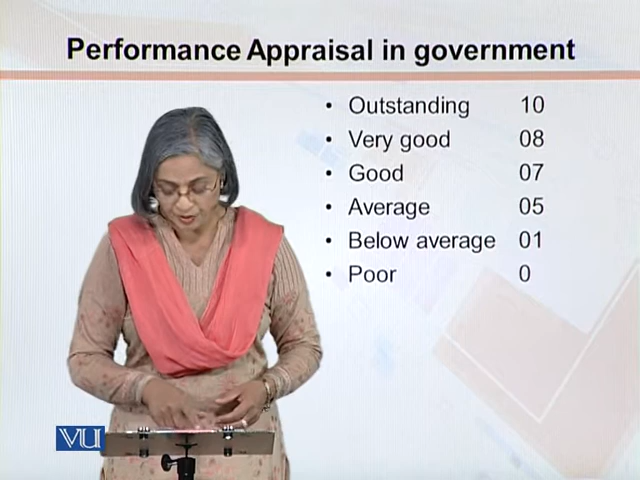 Performance Appraisal in government
• Outstanding 10
• Very good 08
• Good 07
• Average 05
• Below average 01
• Poor 0
VU